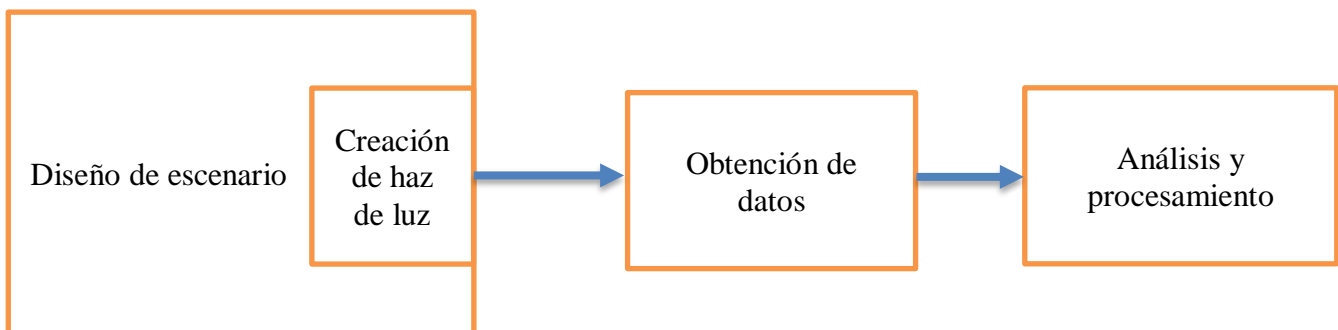 Diseño de escenario
Creación
de haz
de luz
Obtención de
datos
Análisis y
procesamiento